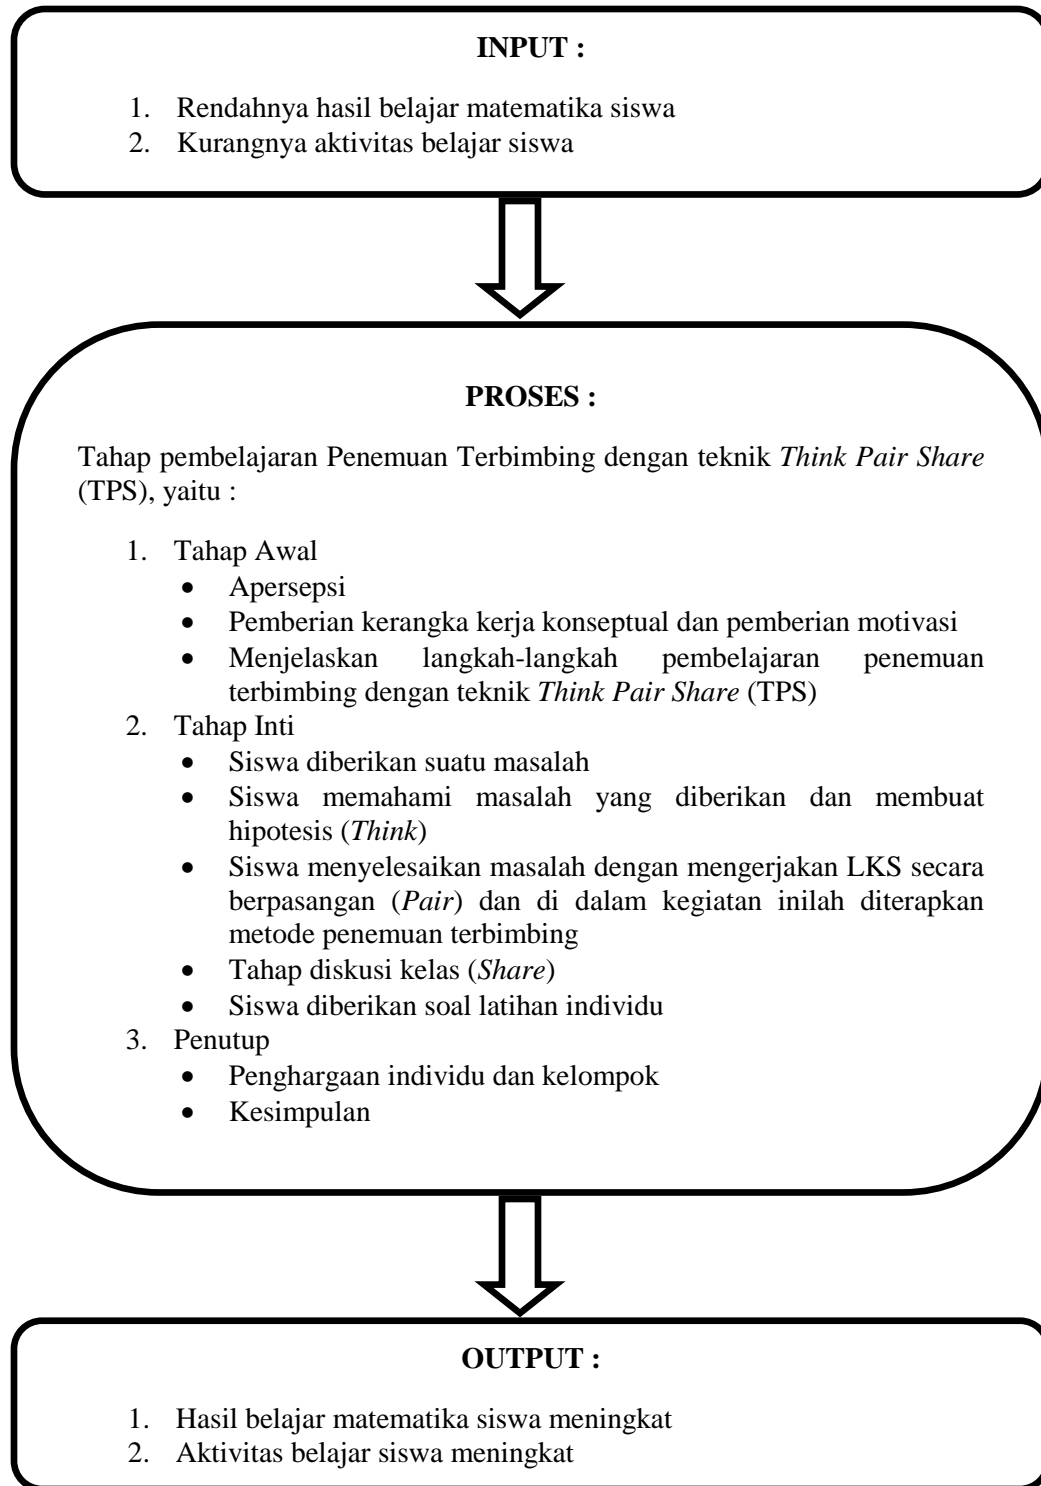 INPUT :
1. Rendahnya hasil belajar matematika siswa
2. Kurangnya aktivitas belajar siswa
PROSES :
Tahap pembelajaran Penemuan Terbimbing dengan teknik Think Pair Share
(TPS), yaitu :
1. Tahap Awal
• Apersepsi
• Pemberian kerangka kerja konseptual dan pemberian motivasi
• Menjelaskan langkah-langkah pembelajaran penemuan
terbimbing dengan teknik Think Pair Share (TPS)
2. Tahap Inti
• Siswa diberikan suatu masalah
• Siswa memahami masalah yang diberikan dan membuat
hipotesis (Think)
• Siswa menyelesaikan masalah dengan mengerjakan LKS secara
berpasangan (Pair) dan di dalam kegiatan inilah diterapkan
metode penemuan terbimbing
• Tahap diskusi kelas (Share)
• Siswa diberikan soal latihan individu
3. Penutup
• Penghargaan individu dan kelompok
• Kesimpulan
OUTPUT :
1. Hasil belajar matematika siswa meningkat
2. Aktivitas belajar siswa meningkat